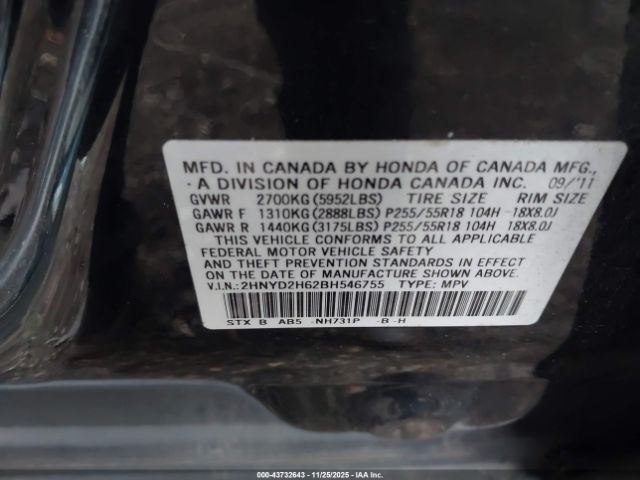 MFD. IN CANADA BY HONDA OF CANADA MFG.,
A DIVISION OF HONDA CANADA INC. 09/'11
GVWR 2700KG(5952LBS) TIRE SIZE RIM SIZE
GAWR F 1310KG(2888LBS) P255/55R18 104H -18X8.0J
GAWR R 1440KG(3175LBS) P255/55R18 104H 18X8.0J
THIS VEHICLE CONFORMS TO ALL APPLICABLE
FEDERAL MOTOR VEHICLE SAFETY, BUMPER,
AND THEFT PREVENTION STANDARDS IN EFFECT
ON THE DATE OF MANUFACTURE SHOWN ABOVE.
V.I.N.: 2HNYD2H62BH546755 TYPE: MPV
STX B AB5 -NH731P -B-H
000-43732643 - 11/25/2025 - IAA Inc.